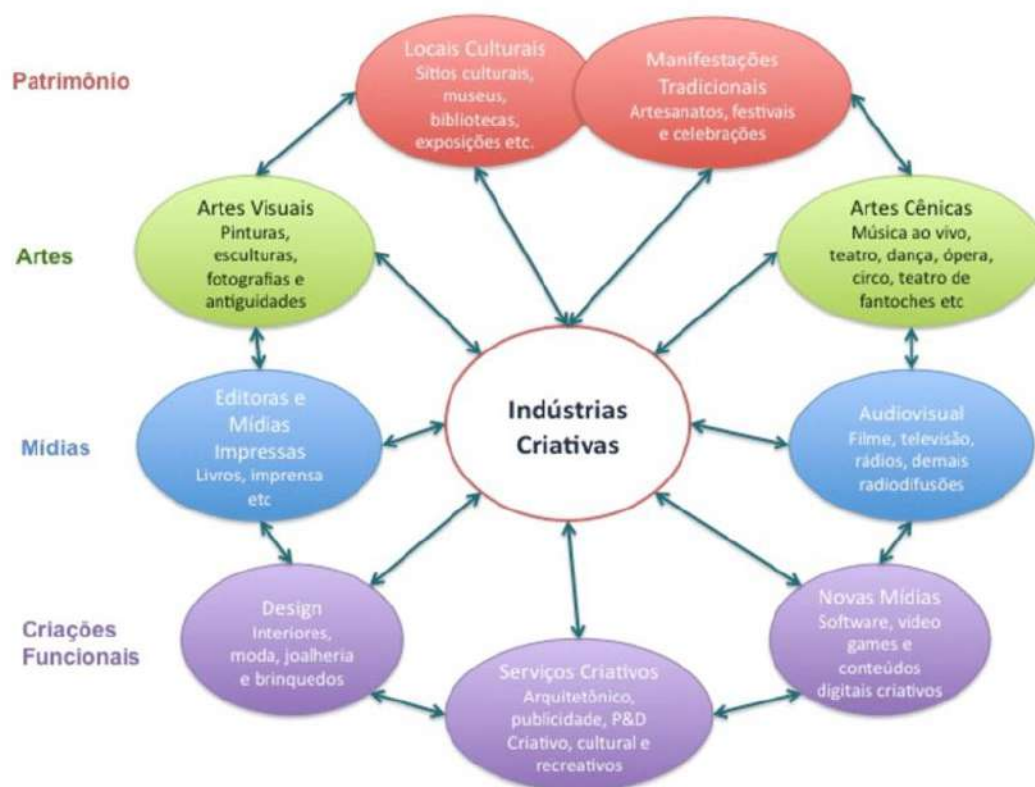 Patrimônio
Locais Culturais
Sítios culturais,
museus,
bibliotecas,
exposições etc.
Manifestações
Tradicionais
Artesanatos, festivais
e celebrações
Artes
Artes Visuais
Pinturas,
esculturas,
fotografias e
antiguidades
Artes Cênicas
Música ao vivo,
teatro, dança, ópera,
circo, teatro de
fantoches etc
Indústrias
Criativas
Mídias
Editoras e
Mídias
Impressas
Livros, imprensa
etc
Audiovisual
Filme, televisão,
rádios, demais
radiodifusões
Criações
Funcionais
Design
Interiores,
moda, joalheria
e brinquedos
Serviços Criativos
Arquitetônico,
publicidade, P&D
Criativo, cultural e
recreativos
Novas Mídias
Software, video
games e
conteúdos
digitais criativos